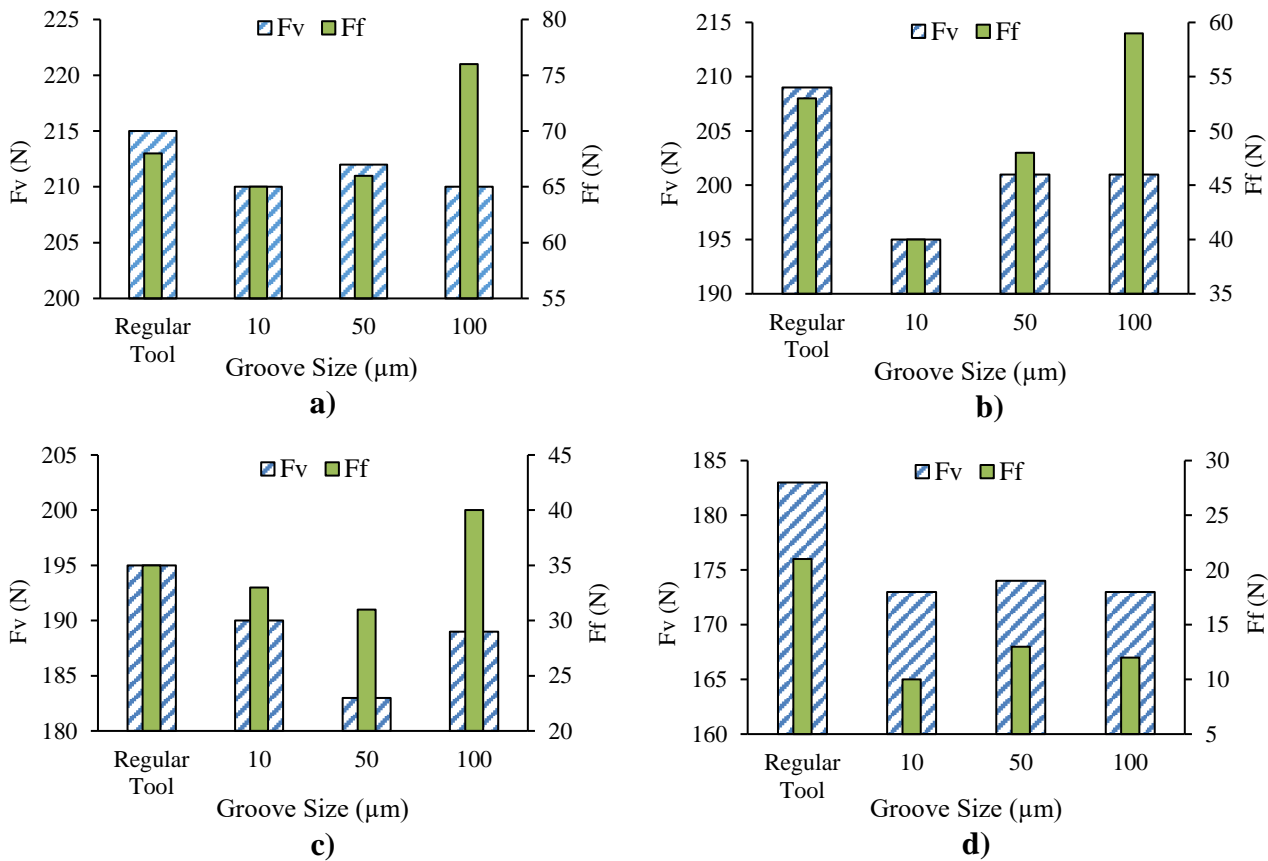 Fv Ff
225
220
215
210
205
200
Fv (N)
80
75
70
65
60
55
Ff (N)
Regular Tool 10 50 100
Groove Size (µm)
a)
Fv Ff
215
210
205
200
195
190
Fv (N)
60
54
48
46
40
35
Ff (N)
Regular Tool 10 50 100
Groove Size (µm)
b)
Fv Ff
205
200
195
190
185
180
Fv (N)
45
40
35
30
25
20
Ff (N)
Regular Tool 10 50 100
Groove Size (µm)
c)
Fv Ff
185
180
175
170
165
160
Fv (N)
30
25
20
15
10
5
Ff (N)
Regular Tool 10 50 100
Groove Size (µm)
d)